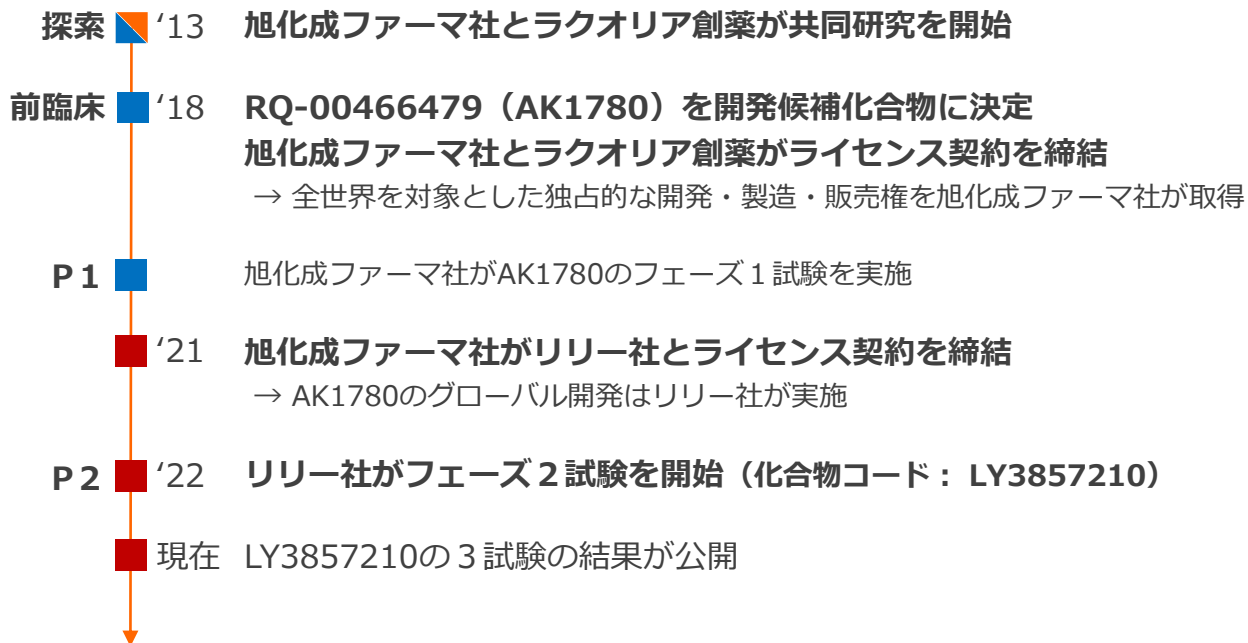 探索 ‘13 旭化成ファーマ社とラクオリア創薬が共同研究を開始
前臨床 ‘18 RQ-00466479（AK1780）を開発候補化合物に決定
旭化成ファーマ社とラクオリア創薬がライセンス契約を締結
→ 全世界を対象とした独占的な開発・製造・販売権を旭化成ファーマ社が取得
P１ 旭化成ファーマ社がAK1780のフェーズ１試験を実施
‘21 旭化成ファーマ社がリリー社とライセンス契約を締結
→ AK1780のグローバル開発はリリー社が実施
P２ ‘22 リリー社がフェーズ２試験を開始（化合物コード： LY3857210）
現在 LY3857210の３試験の結果が公開